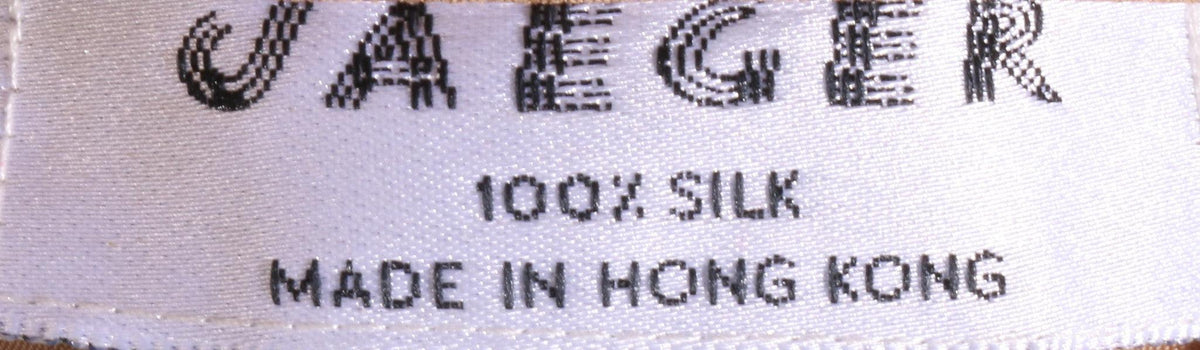 JAEGER
100% SILK
MADE IN HONG KONG